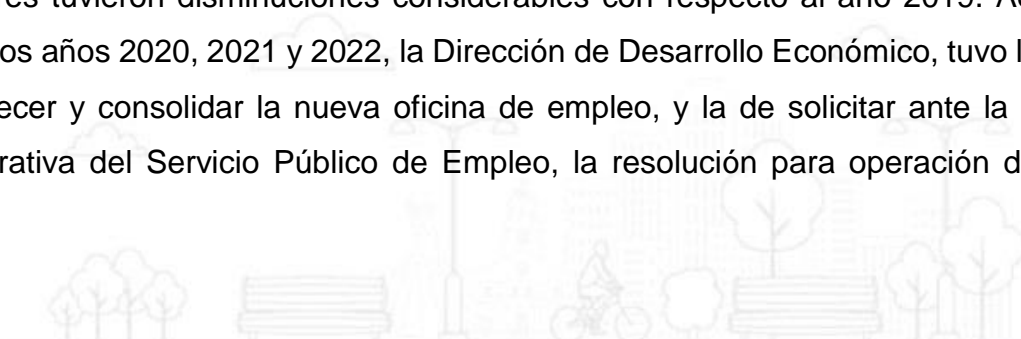 res tuvieron disminuciones considerables con respecto al año 2019.
os años 2020, 2021 y 2022, la Dirección de Desarrollo Económico, tuvo l
ecer y consolidar la nueva oficina de empleo, y la de solicitar ante la
rativa del Servicio Público de Empleo, la resolución para operación d